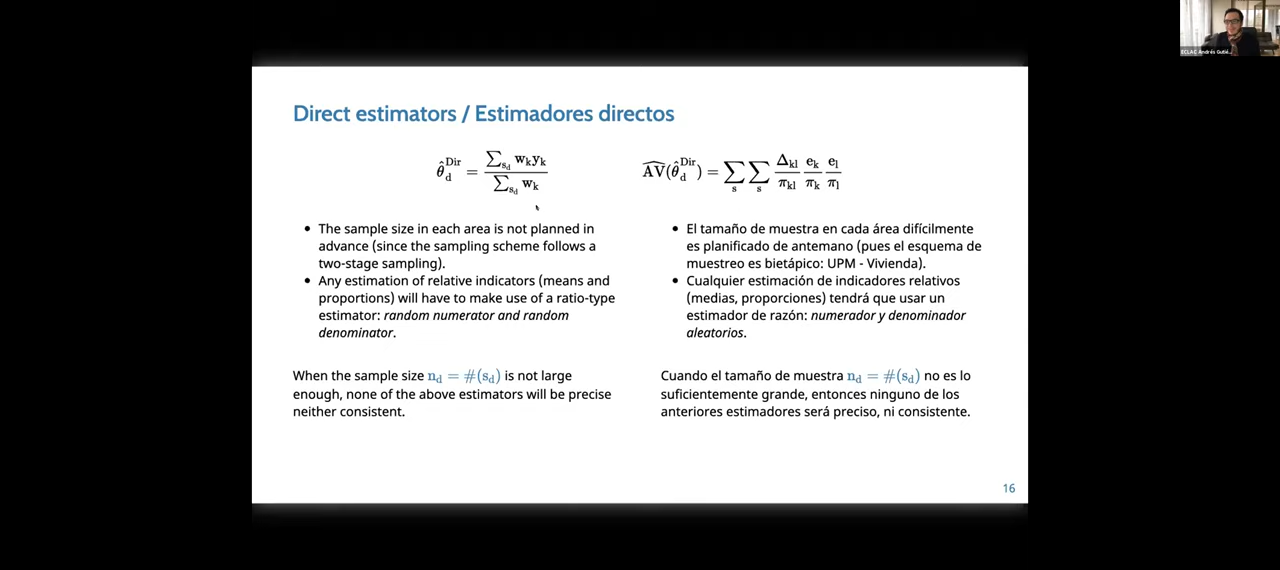 ECLAC Andrés Gutié...
Direct estimators / Estimadores directos
θ̂_d^Dir = ∑_{s_d} w_k y_k / ∑_{s_d} w_k
ÂV(θ̂_d^Dir) = ∑_s ∑_s (Δ_kl / π_kl) (e_k / π_k) (e_l / π_l)
• The sample size in each area is not planned in
advance (since the sampling scheme follows a
two-stage sampling).
• Any estimation of relative indicators (means and
proportions) will have to make use of a ratio-type
estimator: random numerator and random
denominator.
When the sample size n_d = #(s_d) is not large
enough, none of the above estimators will be precise
neither consistent.
• El tamaño de muestra en cada área difícilmente
es planificado de antemano (pues el esquema de
muestreo es bietápico: UPM - Vivienda).
• Cualquier estimación de indicadores relativos
(medias, proporciones) tendrá que usar un
estimador de razón: numerador y denominador
aleatorios.
Cuando el tamaño de muestra n_d = #(s_d) no es lo
suficientemente grande, entonces ninguno de los
anteriores estimadores será preciso, ni consistente.
16